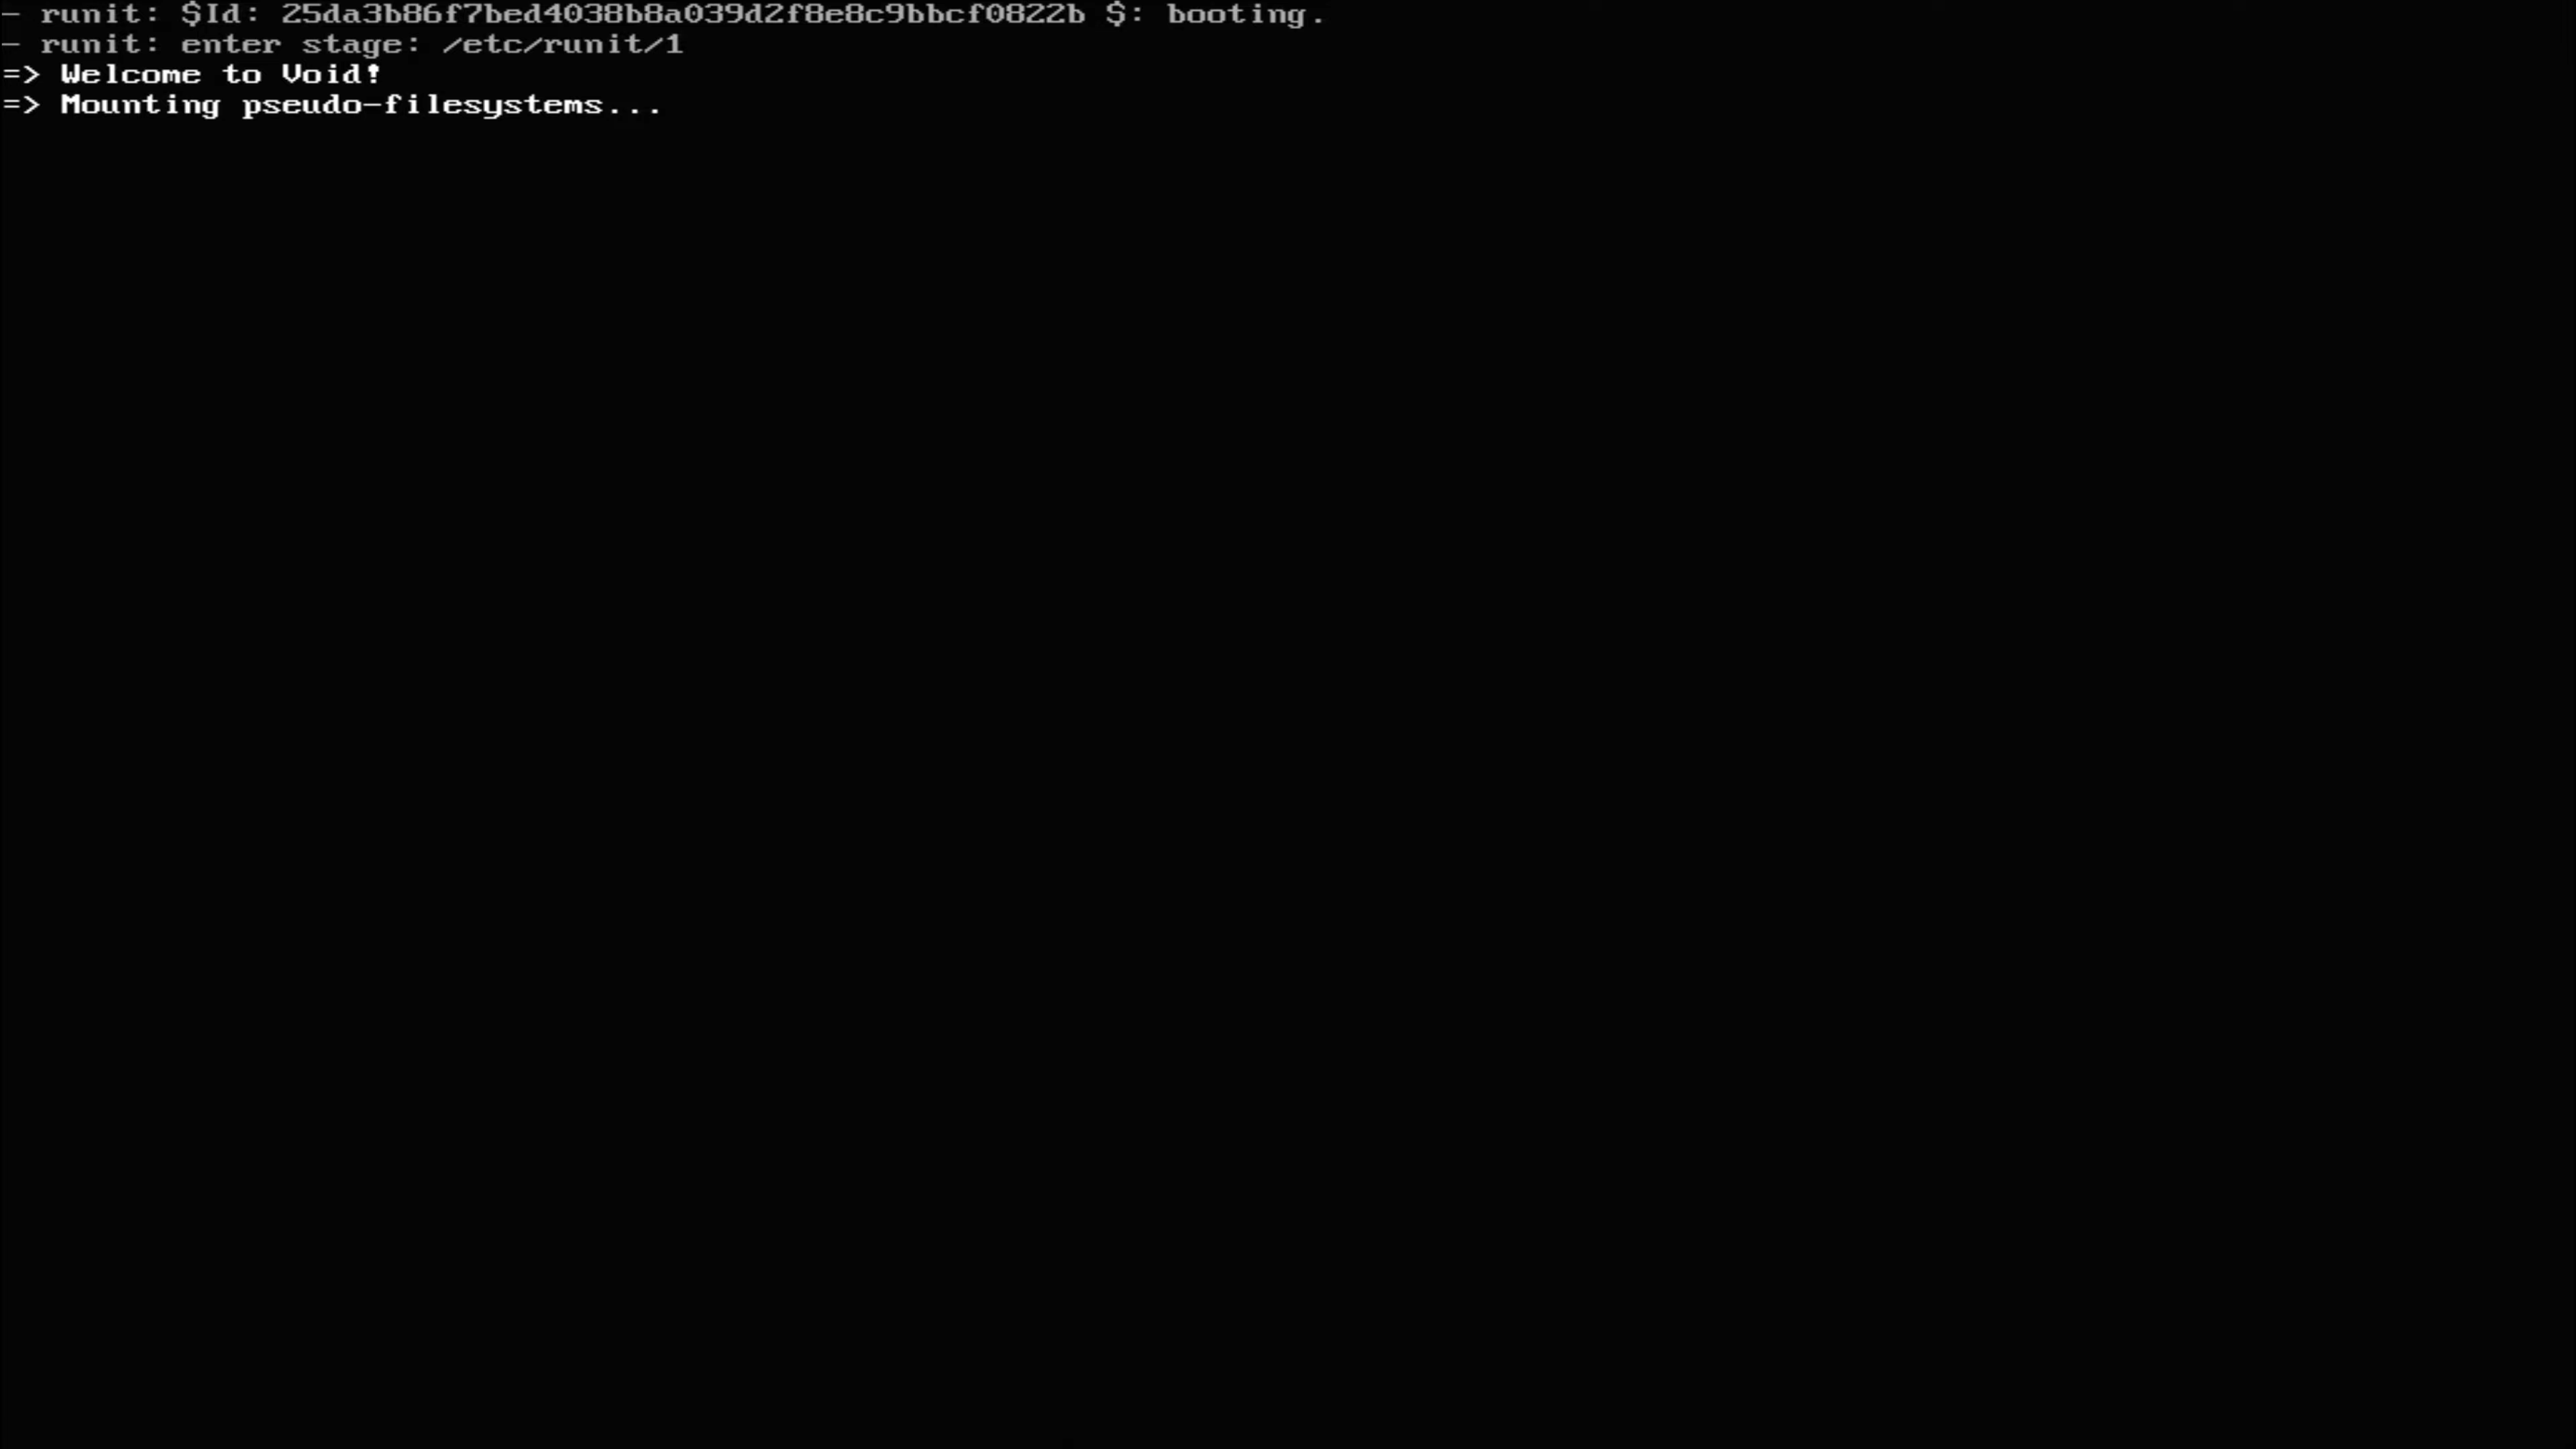 - runit: $Id: 25da3b86f7bed4038b8a039d2f8e8c9bbcf0822b $: booting.
- runit: enter stage: /etc/runit/1
=> Welcome to Void!
=> Mounting pseudo-filesystems...